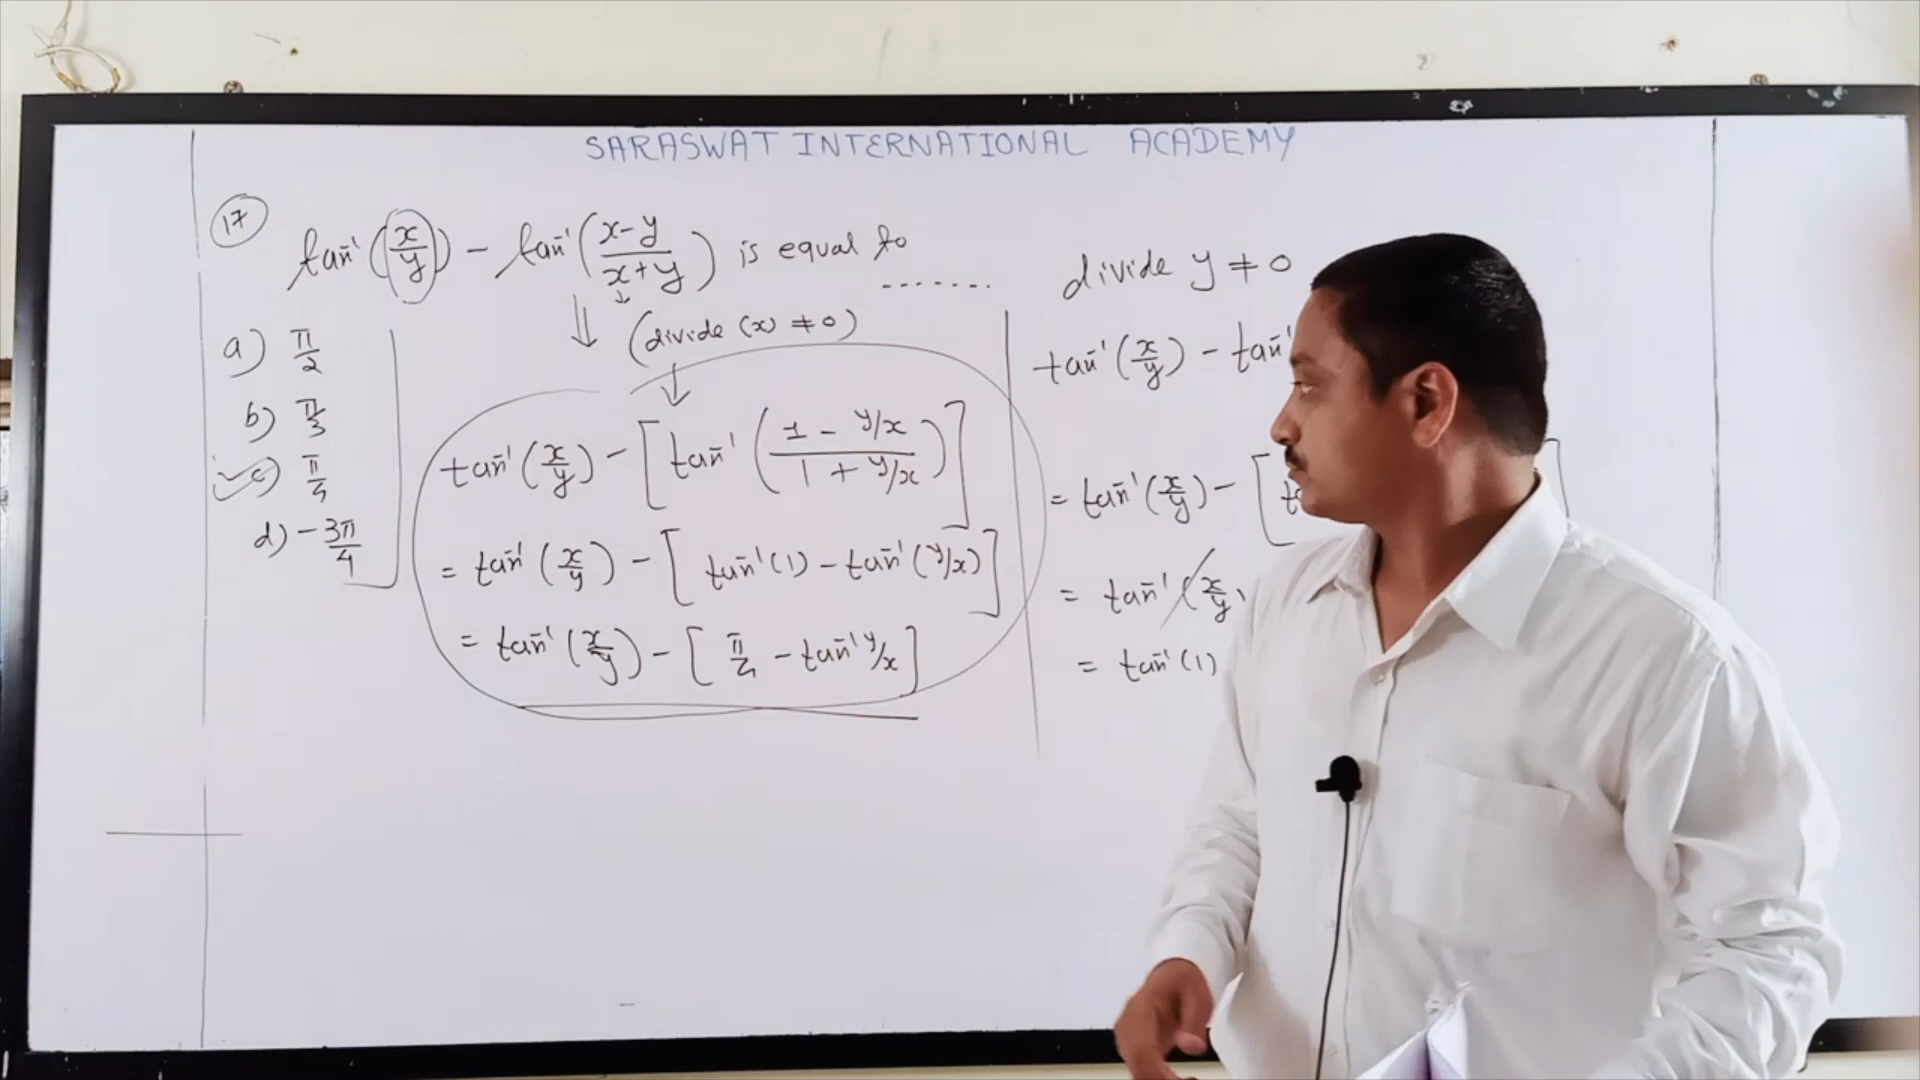 SARASWAT INTERNATIONAL ACADEMY
17
tan⁻¹(x/y) - tan⁻¹((x-y)/(x+y)) is equal to .......
(divide (x) ≠ 0)
a) π/2
b) π/3
c) π/4
d) -3π/4
tan⁻¹(x/y) - [tan⁻¹((1 - y/x)/(1 + y/x))]
= tan⁻¹(x/y) - [tan⁻¹(1) - tan⁻¹(y/x)]
= tan⁻¹(x/y) - [π/4 - tan⁻¹ y/x]
divide y ≠ 0
tan⁻¹(x/y) - tan⁻¹
= tan⁻¹(x/y) - [
= tan⁻¹(x/y)
= tan⁻¹(1)